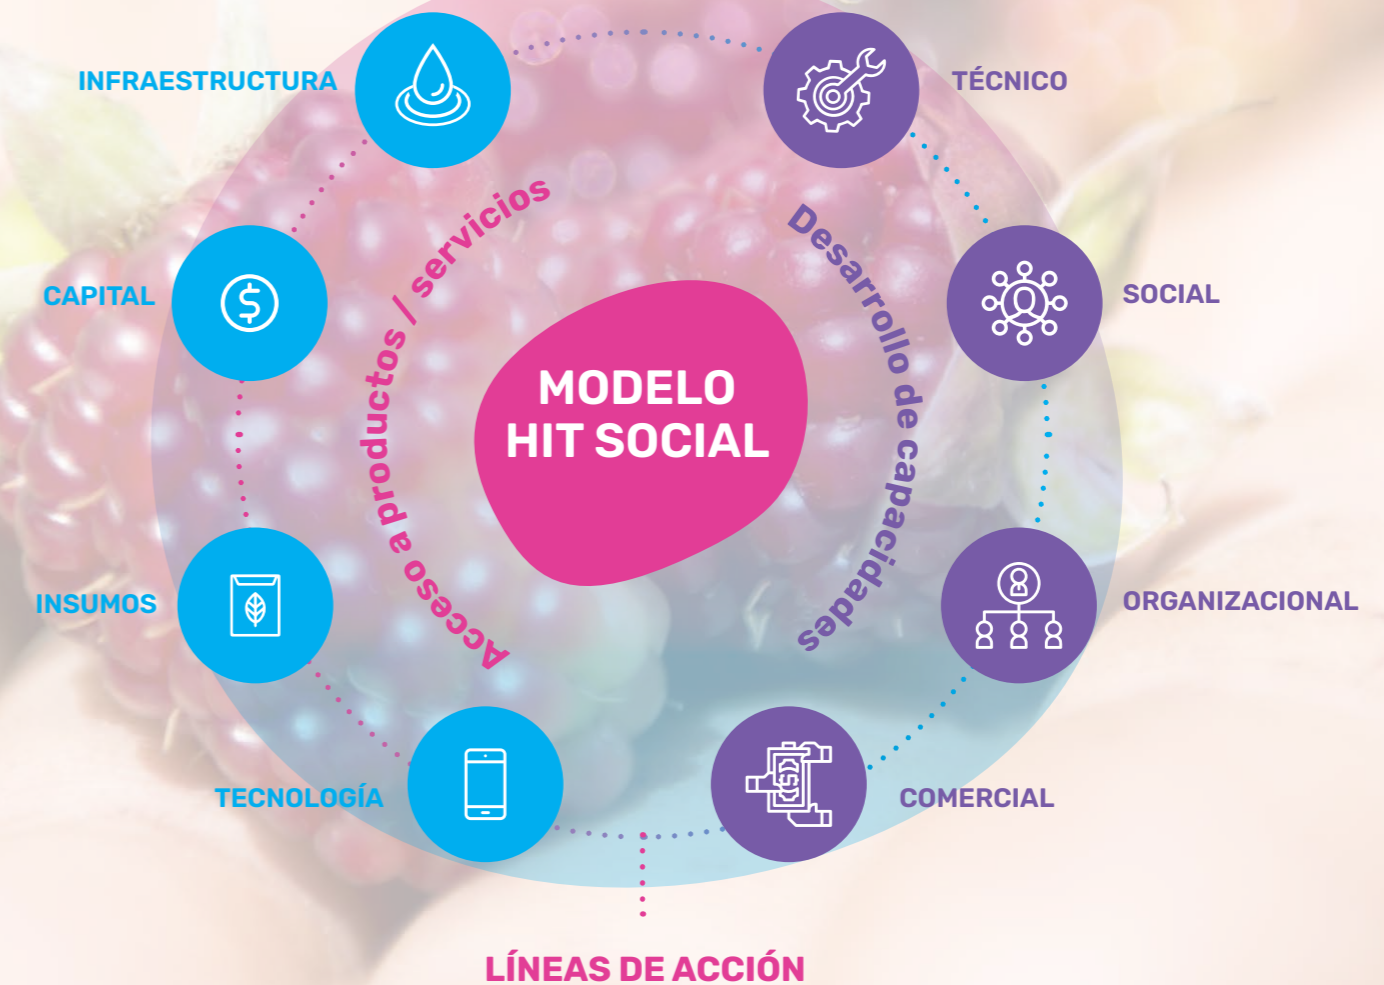 INFRAESTRUCTURA
TÉCNICO
Acceso a productos / servicios
Desarrollo de capacidades
CAPITAL
SOCIAL
MODELO
HIT SOCIAL
INSUMOS
ORGANIZACIONAL
TECNOLOGÍA
COMERCIAL
LÍNEAS DE ACCIÓN